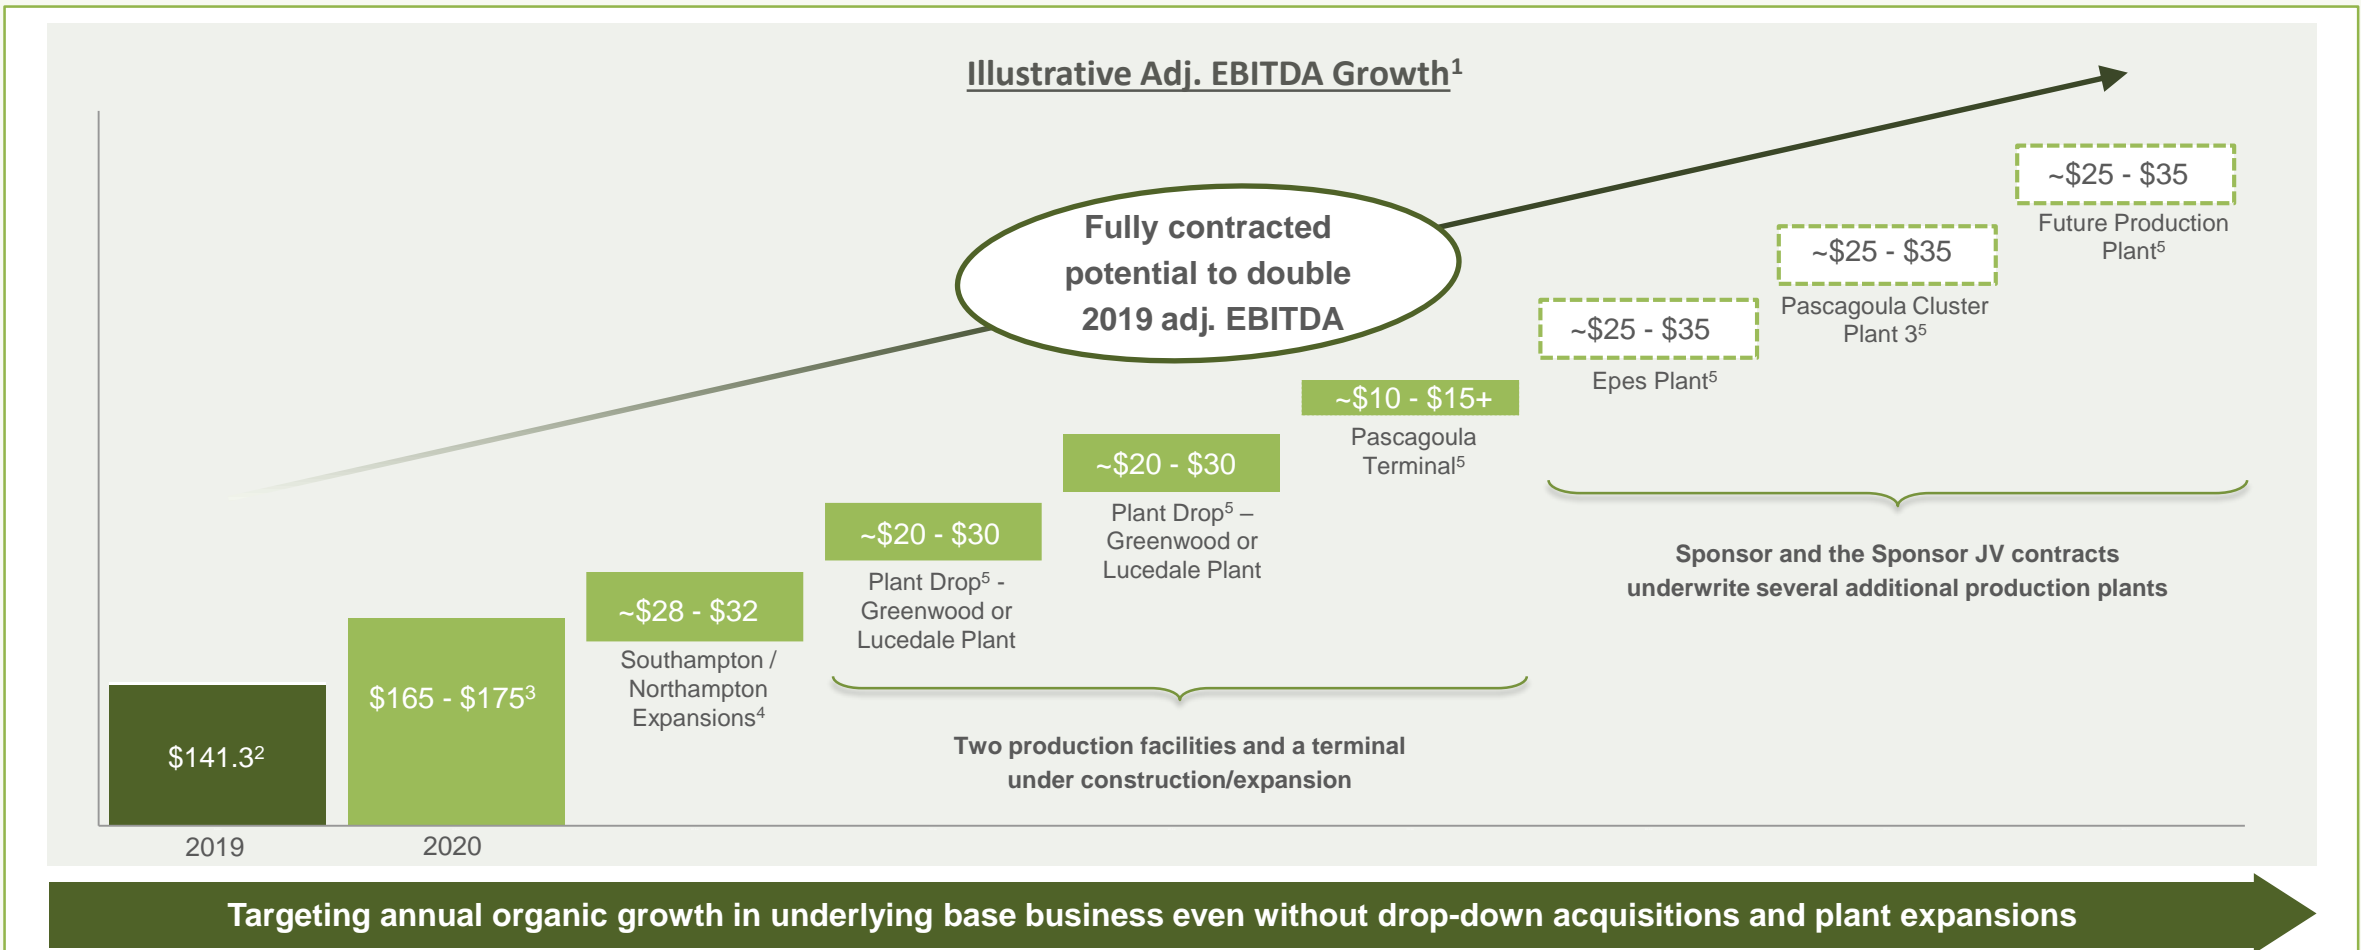 Illustrative Adj. EBITDA Growth¹
Fully contracted
potential to double
2019 adj. EBITDA
~$25 - $35
Future Production
Plant⁵
~$25 - $35
Pascagoula Cluster
Plant 3⁵
~$25 - $35
Epes Plant⁵
~$10 - $15+
Pascagoula
Terminal⁵
~$20 - $30
Plant Drop⁵ –
Greenwood or
Lucedale Plant
~$20 - $30
Plant Drop⁵ -
Greenwood or
Lucedale Plant
~$28 - $32
Southampton /
Northampton
Expansions⁴
$165 - $175³
$141.3²
Sponsor and the Sponsor JV contracts
underwrite several additional production plants
Two production facilities and a terminal
under construction/expansion
2019
2020
Targeting annual organic growth in underlying base business even without drop-down acquisitions and plant expansions